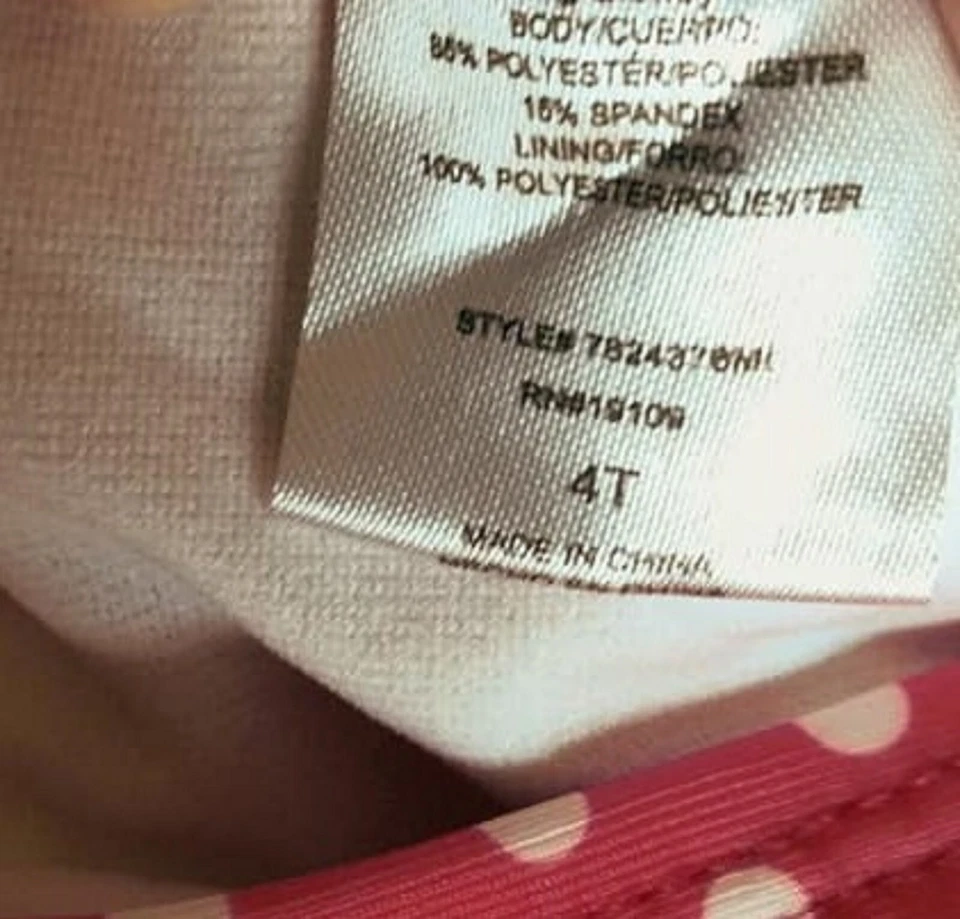 BODY/CUERPO:
85% POLYESTER/POLIESTER
15% SPANDEX
LINING/FORRO:
100% POLYESTER/POLIESTER
STYLE#
RN#19109
4T
MADE IN CHINA